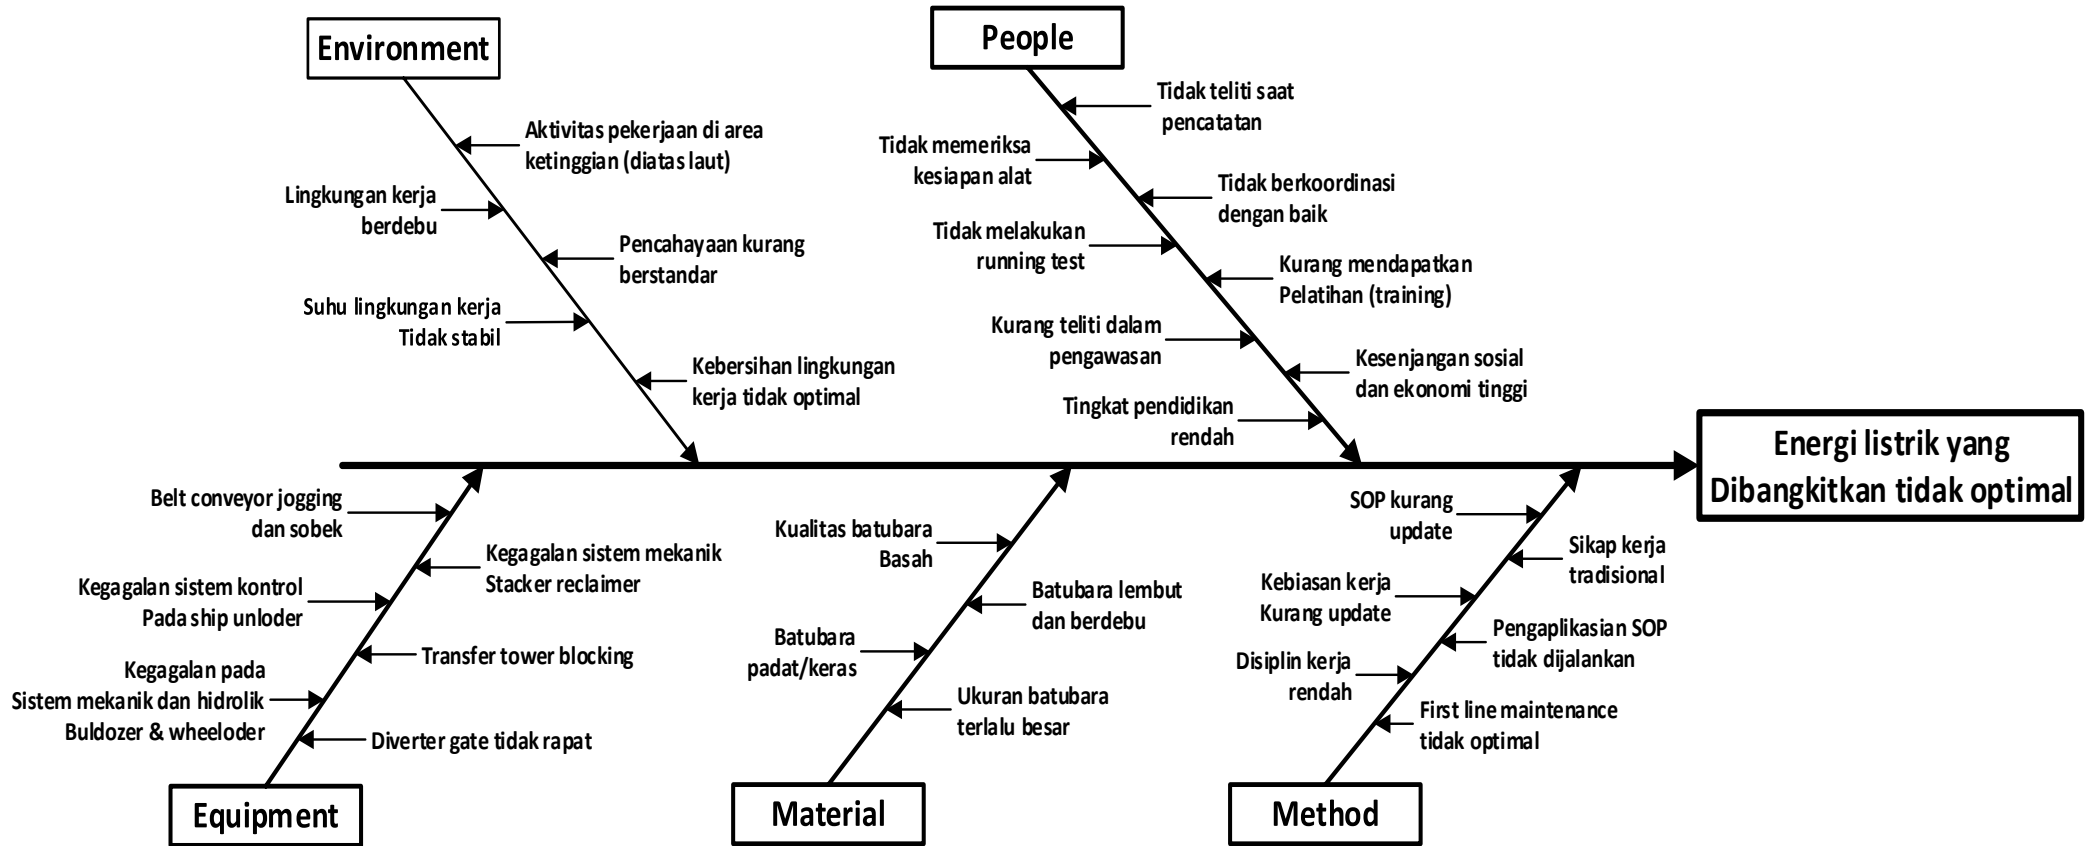 Environment
Aktivitas pekerjaan di area
ketinggian (diatas laut)
Lingkungan kerja
berdebu
Pencahayaan kurang
berstandar
Suhu lingkungan kerja
Tidak stabil
Kebersihan lingkungan
kerja tidak optimal
People
Tidak teliti saat
pencatatan
Tidak memeriksa
kesiapan alat
Tidak berkoordinasi
dengan baik
Tidak melakukan
running test
Kurang mendapatkan
Pelatihan (training)
Kurang teliti dalam
pengawasan
Kesenjangan sosial
dan ekonomi tinggi
Tingkat pendidikan
rendah
Energi listrik yang
Dibangkitkan tidak optimal
Belt conveyor jogging
dan sobek
Kegagalan sistem mekanik
Stacker reclaimer
Kegagalan sistem kontrol
Pada ship unloder
Transfer tower blocking
Kegagalan pada
Sistem mekanik dan hidrolik
Buldozer & wheeloder
Diverter gate tidak rapat
Equipment
Kualitas batubara
Basah
Batubara lembut
dan berdebu
Batubara
padat/keras
Ukuran batubara
terlalu besar
Material
SOP kurang
update
Sikap kerja
tradisional
Kebiasan kerja
Kurang update
Pengaplikasian SOP
tidak dijalankan
Disiplin kerja
rendah
First line maintenance
tidak optimal
Method